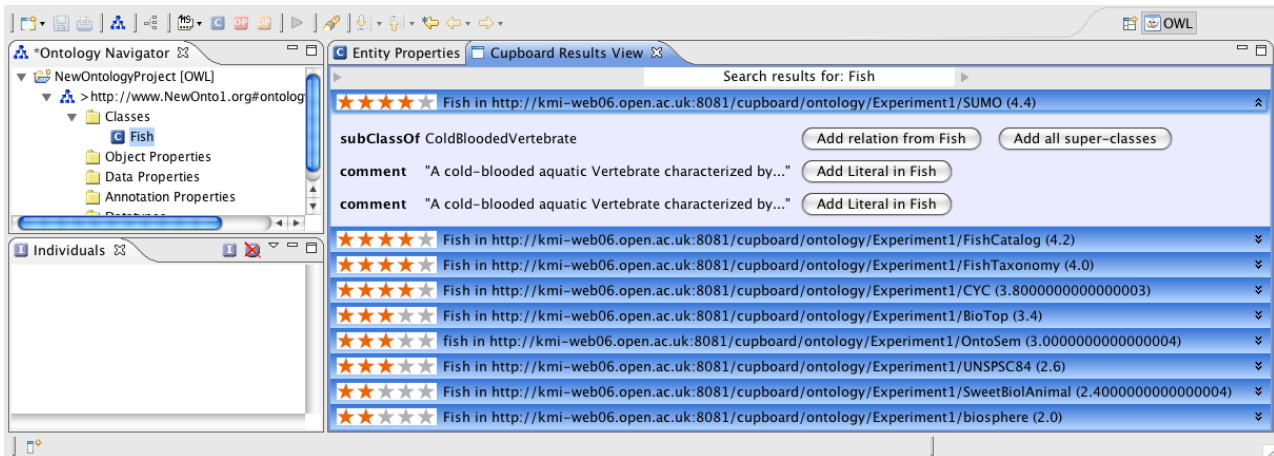 OWL
*Ontology Navigator
NewOntologyProject [OWL]
>http://www.NewOnto1.org#ontolog
Classes
Fish
Object Properties
Data Properties
Annotation Properties
Individuals
Entity Properties
Cupboard Results View
Search results for: Fish
Fish in http://kmi-web06.open.ac.uk:8081/cupboard/ontology/Experiment1/SUMO (4.4)
subClassOf ColdBloodedVertebrate Add relation from Fish Add all super-classes
comment "A cold-blooded aquatic Vertebrate characterized by..." Add Literal in Fish
comment "A cold-blooded aquatic Vertebrate characterized by..." Add Literal in Fish
Fish in http://kmi-web06.open.ac.uk:8081/cupboard/ontology/Experiment1/FishCatalog (4.2)
Fish in http://kmi-web06.open.ac.uk:8081/cupboard/ontology/Experiment1/FishTaxonomy (4.0)
Fish in http://kmi-web06.open.ac.uk:8081/cupboard/ontology/Experiment1/CYC (3.8000000000000003)
Fish in http://kmi-web06.open.ac.uk:8081/cupboard/ontology/Experiment1/BioTop (3.4)
fish in http://kmi-web06.open.ac.uk:8081/cupboard/ontology/Experiment1/OntoSem (3.0000000000000004)
Fish in http://kmi-web06.open.ac.uk:8081/cupboard/ontology/Experiment1/UNSPSC84 (2.6)
Fish in http://kmi-web06.open.ac.uk:8081/cupboard/ontology/Experiment1/SweetBiolAnimal (2.4000000000000004)
Fish in http://kmi-web06.open.ac.uk:8081/cupboard/ontology/Experiment1/biosphere (2.0)